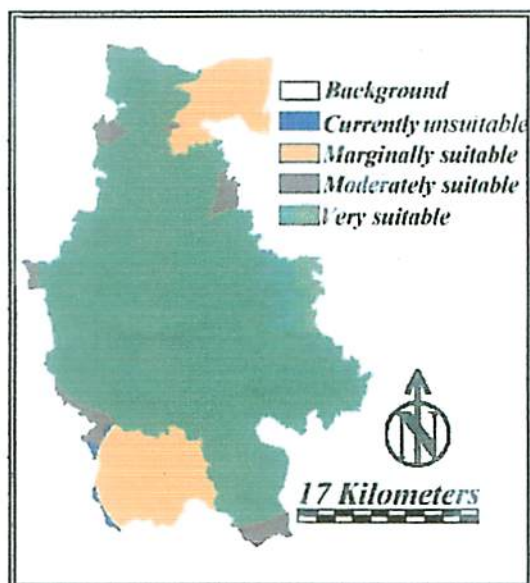 Background
Currently unsuitable
Marginally suitable
Moderately suitable
Very suitable
N
17 Kilometers